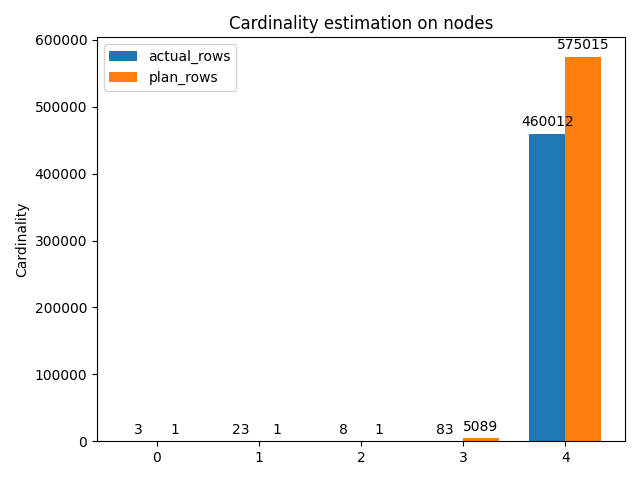 Cardinality estimation on nodes
actual_rows
plan_rows
Cardinality
600000
500000
400000
300000
200000
100000
0
3 1 23 1 8 1 83 5089 460012 575015
0 1 2 3 4